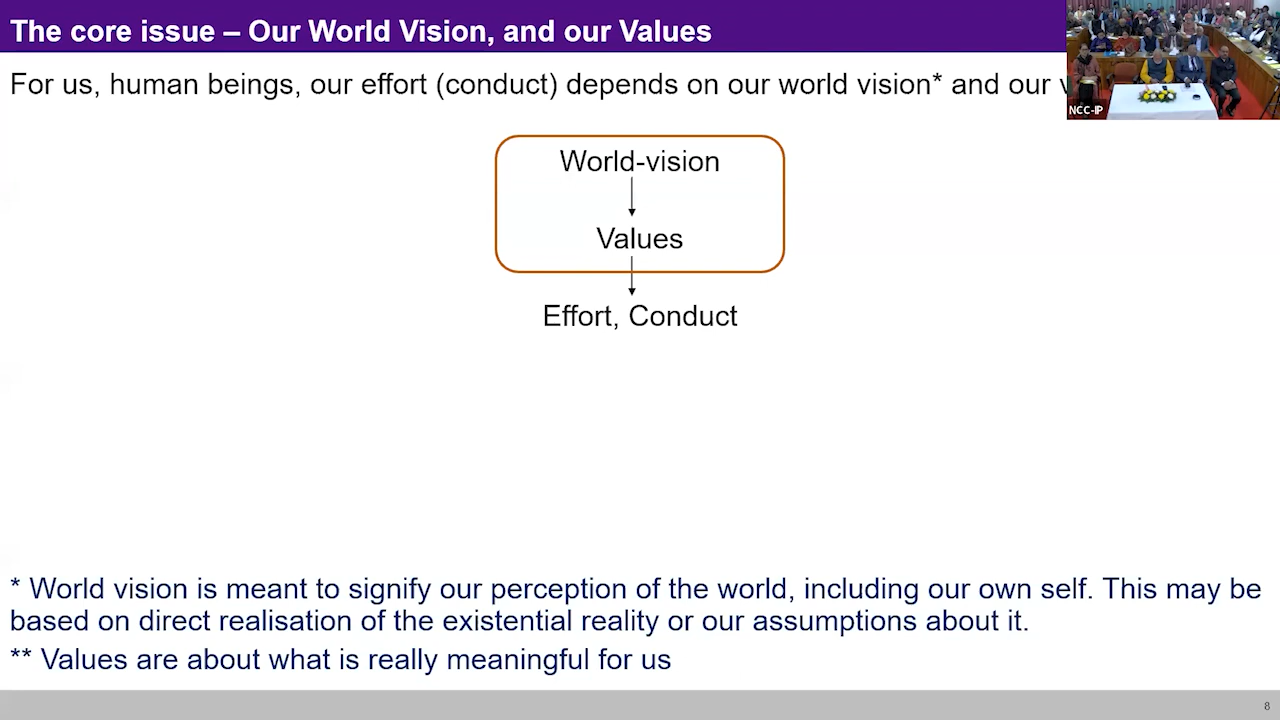 The core issue – Our World Vision, and our Values
For us, human beings, our effort (conduct) depends on our world vision* and our
NCC-IP
World-vision
Values
Effort, Conduct
* World vision is meant to signify our perception of the world, including our own self. This may be
based on direct realisation of the existential reality or our assumptions about it.
** Values are about what is really meaningful for us
8